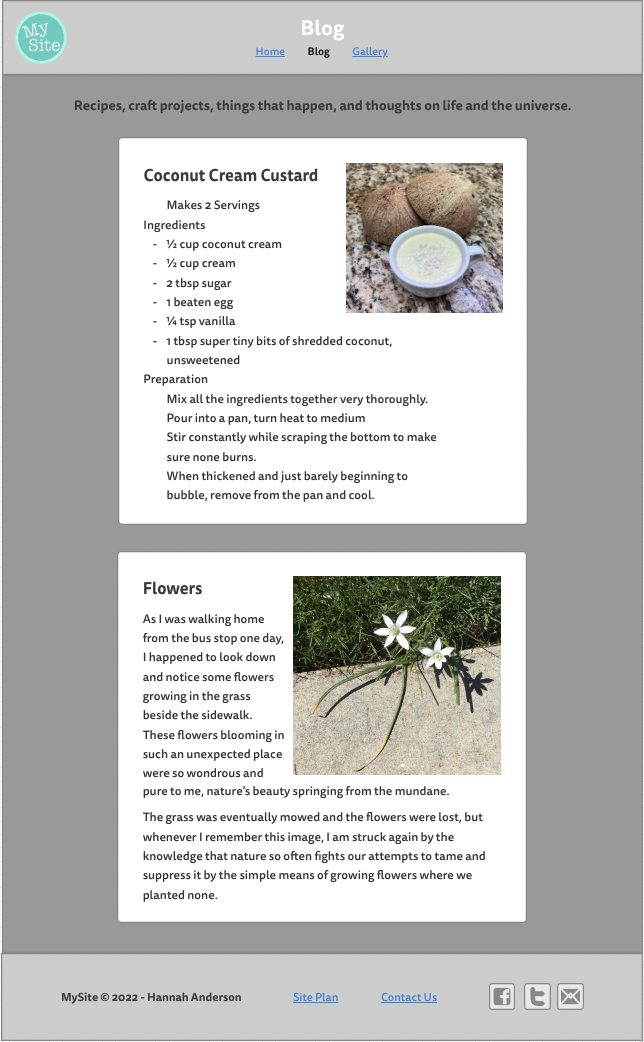 My
Site
Blog
Home Blog Gallery
Recipes, craft projects, things that happen, and thoughts on life and the universe.
Coconut Cream Custard
Makes 2 Servings
Ingredients
- ½ cup coconut cream
- ½ cup cream
- 2 tbsp sugar
- 1 beaten egg
- ¼ tsp vanilla
- 1 tbsp super tiny bits of shredded coconut,
unsweetened
Preparation
Mix all the ingredients together very thoroughly.
Pour into a pan, turn heat to medium
Stir constantly while scraping the bottom to make
sure none burns.
When thickened and just barely beginning to
bubble, remove from the pan and cool.
Flowers
As I was walking home
from the bus stop one day,
I happened to look down
and notice some flowers
growing in the grass
beside the sidewalk.
These flowers blooming in
such an unexpected place
were so wondrous and
pure to me, nature's beauty springing from the mundane.
The grass was eventually mowed and the flowers were lost, but
whenever I remember this image, I am struck again by the
knowledge that nature so often fights our attempts to tame and
suppress it by the simple means of growing flowers where we
planted none.
MySite © 2022 - Hannah Anderson Site Plan Contact Us